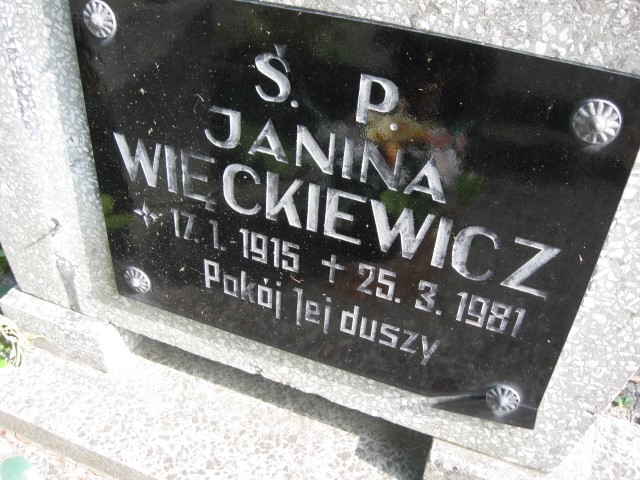 Ś. P.
JANINA
WIĘCKIEWICZ
17. 1. 1915 + 25. 3. 1981
Pokój Jej duszy